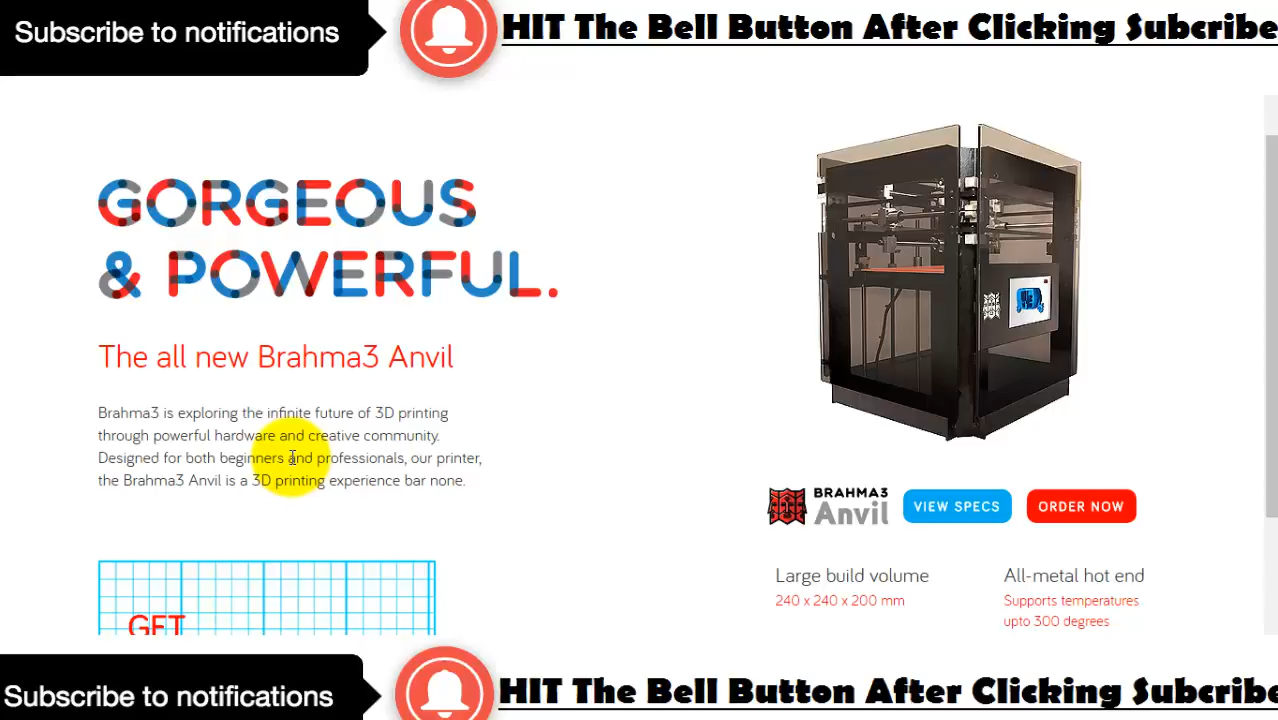 Subscribe to notifications
HIT The Bell Button After Clicking Subcribe
GORGEOUS
& POWERFUL.
The all new Brahma3 Anvil
Brahma3 is exploring the infinite future of 3D printing
through powerful hardware and creative community.
Designed for both beginners and professionals, our printer,
the Brahma3 Anvil is a 3D printing experience bar none.
BRAHMA3
Anvil
VIEW SPECS
ORDER NOW
Large build volume
240 x 240 x 200 mm
All-metal hot end
Supports temperatures
upto 300 degrees
GET
Subscribe to notifications
HIT The Bell Button After Clicking Subcribe